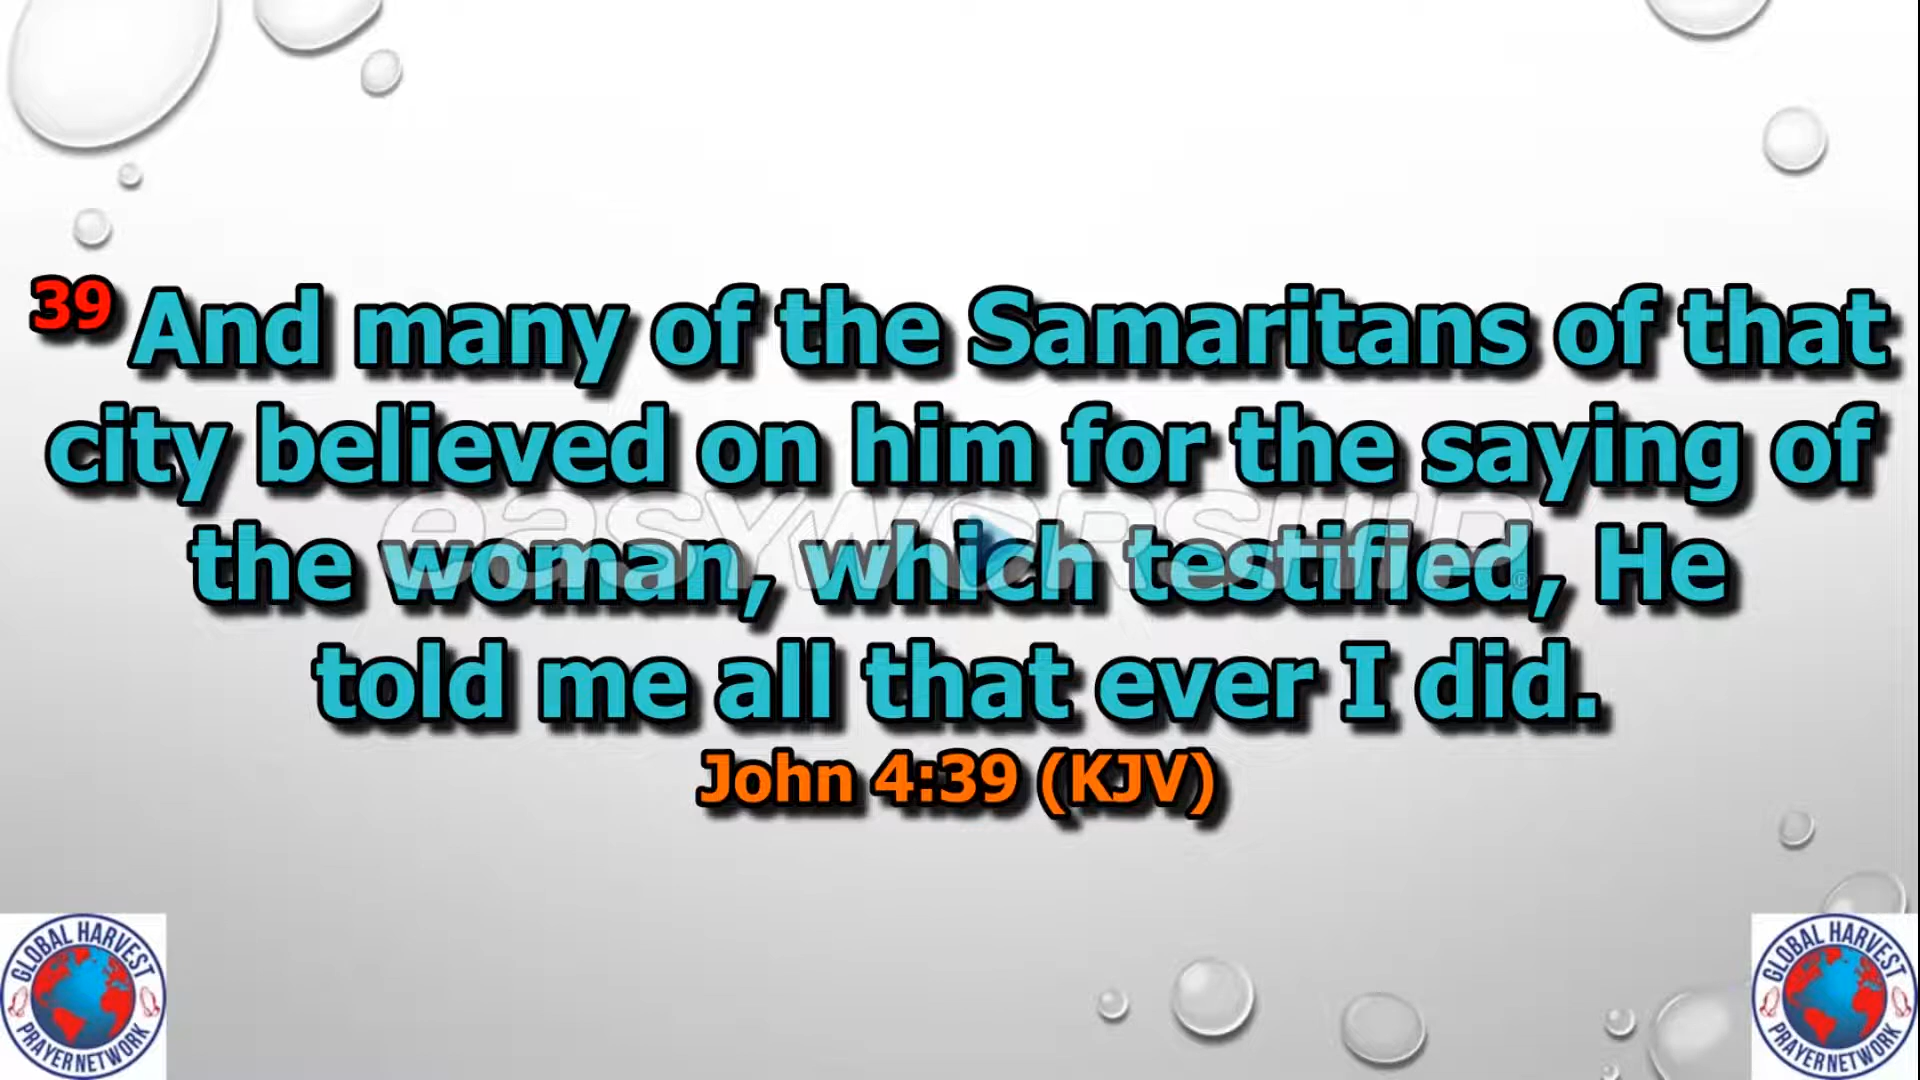 39 And many of the Samaritans of that
city believed on him for the saying of
the woman, which testified, He
told me all that ever I did.
John 4:39 (KJV)
easyworship®
GLOBAL HARVEST
PRAYER NETWORK
GLOBAL HARVEST
PRAYER NETWORK